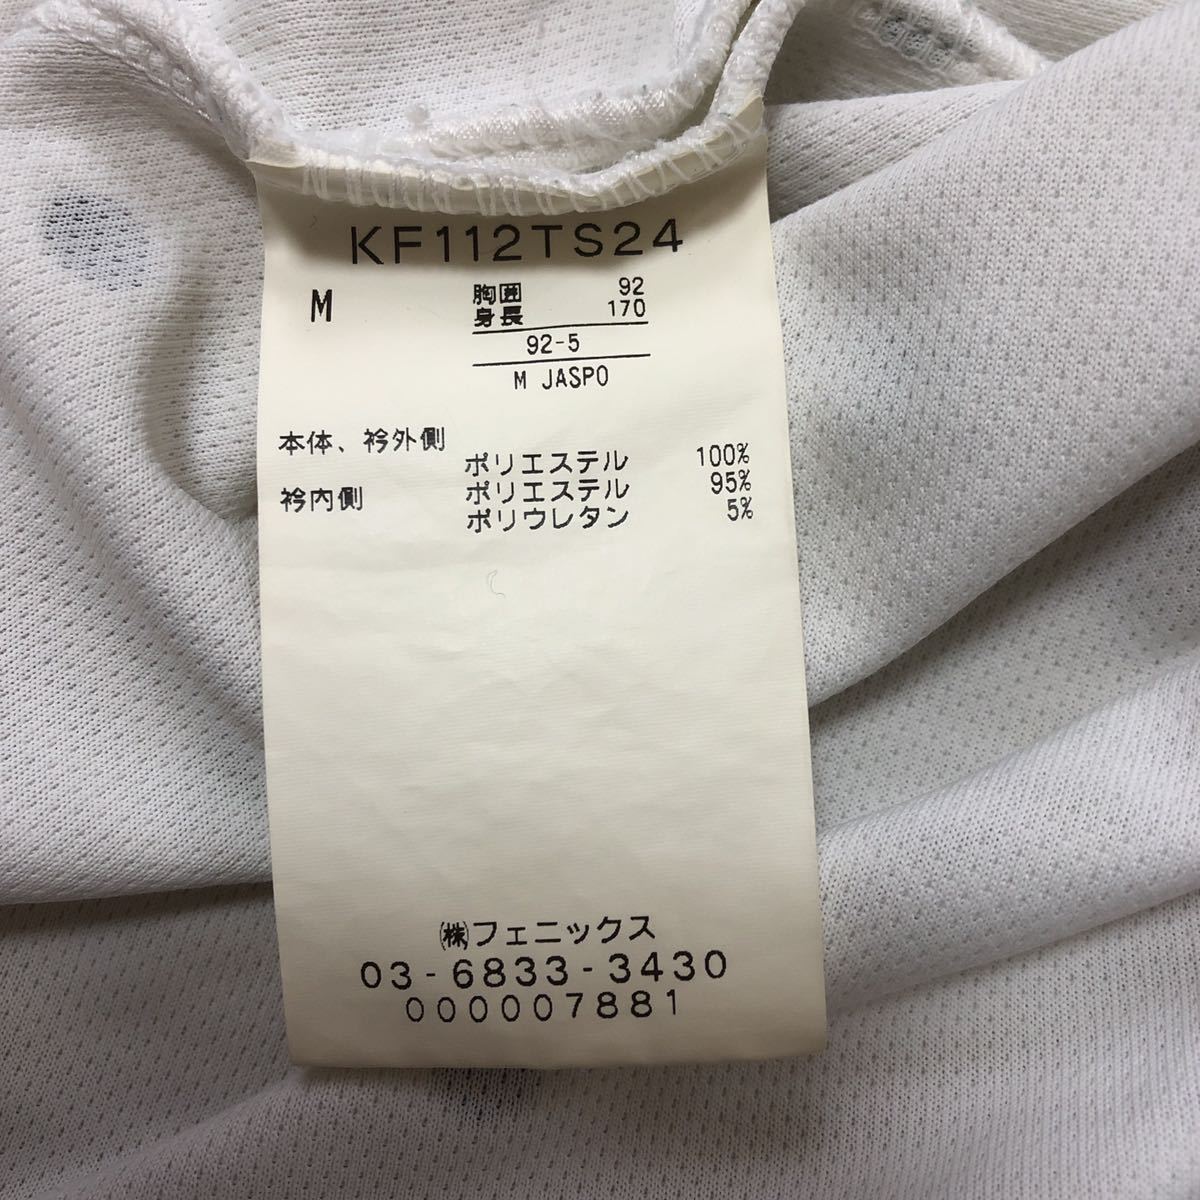 KF112TS24
M 胸囲 92
身長 170
92-5
M JASPO
本体、衿外側
ポリエステル 100%
衿内側 ポリエステル 95%
ポリウレタン 5%
㈱フェニックス
03-6833-3430
000007881